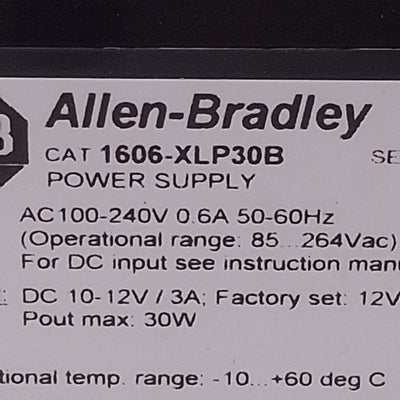 Allen-Bradley
CAT 1606-XLP30B SE
POWER SUPPLY
AC100-240V 0.6A 50-60Hz
(Operational range: 85...264Vac)
For DC input see instruction man
DC 10-12V / 3A; Factory set: 12V
Pout max: 30W
tional temp. range: -10...+60 deg C